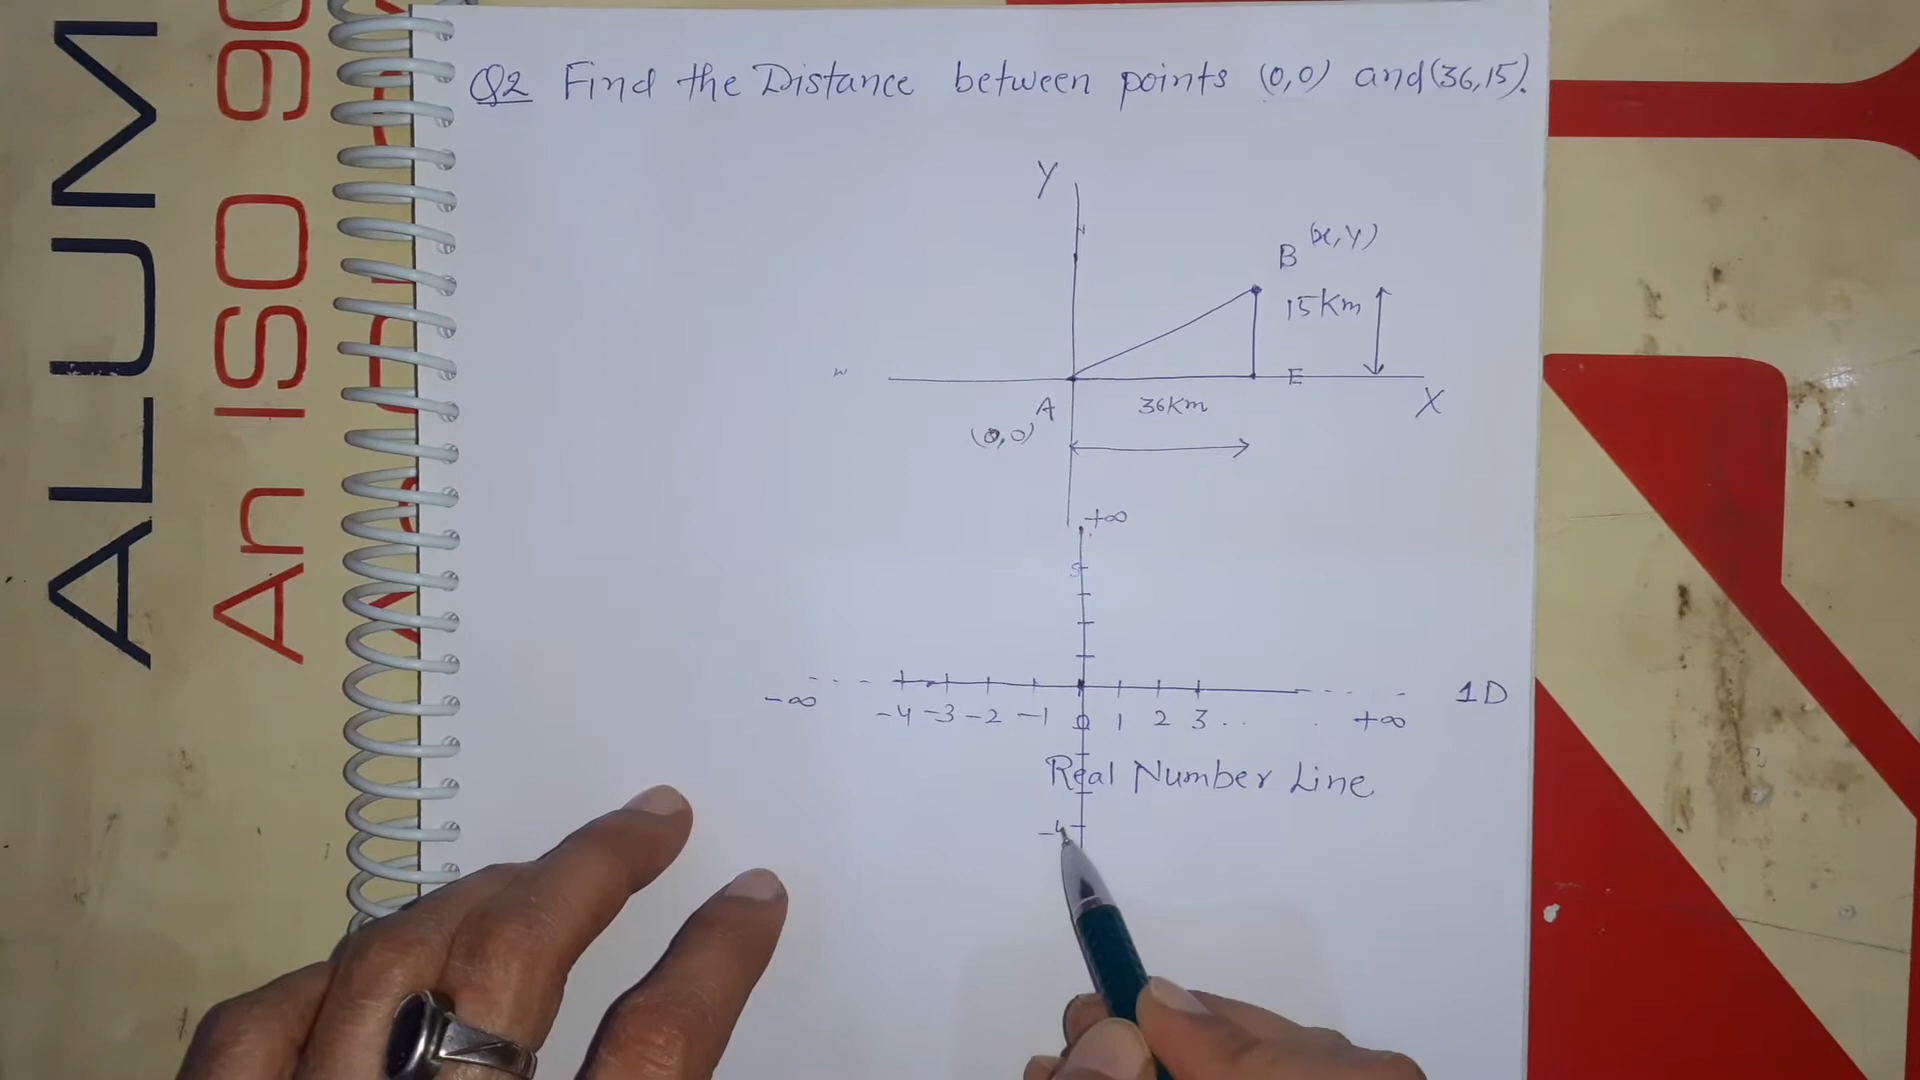 Q2 Find the Distance between points (0,0) and (36,15).
Y
N
B (x,y)
15Km
W
E
X
A
36Km
(0,0)
+∞
S
-∞
1D
-4 -3 -2 -1 0 1 2 3 . . . +∞
Real Number Line
-4
ALUM
An ISO 90